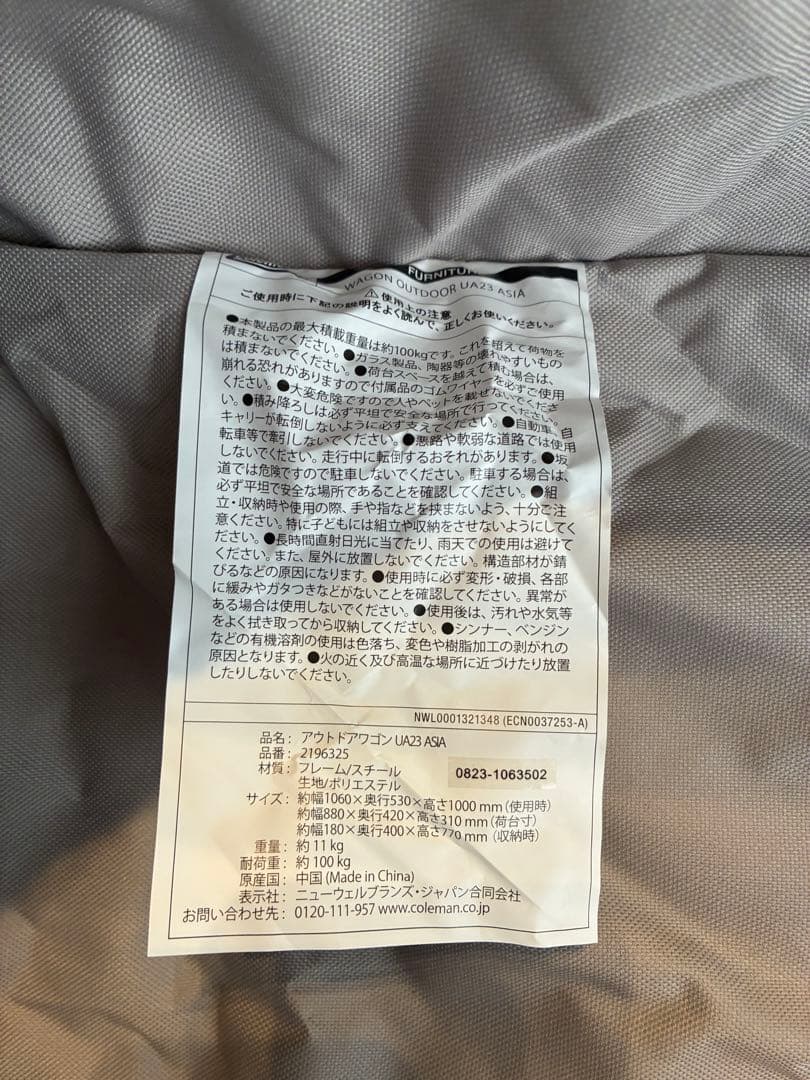 FURNITU
WAGON OUTDOOR UA23 ASIA
⚠使用上の注意
ご使用時に下記の説明をよく読んで、正しくお使いください。
●本製品の最大積載重量は約100kgです。これを超えて荷物を
積まないでください。●ガラス製品、陶器等の壊れやすいもの
は積まないでください。●荷台スペースを越えて積む場合は、
崩れる恐れがありますので付属品のゴムワイヤーを必ずご使用
ください。●大変危険ですので人やペットを載せないでくださ
い。●積み降ろしは必ず平坦で安全な場所で行ってください。
キャリーが転倒しないように必ず支えてください。●自動車、自
転車等で牽引しないでください。●悪路や軟弱な道路では使用
しないでください。走行中に転倒するおそれがあります。●坂
道では危険ですので駐車しないでください。駐車する場合は、
必ず平坦で安全な場所であることを確認してください。●組
立・収納時や使用の際、手や指などを挟まないよう、十分ご注
意ください。特に子どもには組立や収納をさせないようにしてく
ださい。●長時間直射日光に当てたり、雨天での使用は避けて
ください。また、屋外に放置しないでください。構造部材が錆
びるなどの原因になります。●使用時に必ず変形・破損、各部
に緩みやガタつきなどがないことを確認してください。異常が
ある場合は使用しないでください。●使用後は、汚れや水気等
をよく拭き取ってから収納してください。●シンナー、ベンジン
などの有機溶剤の使用は色落ち、変色や樹脂加工の剥がれの
原因となります。●火の近く及び高温な場所に近づけたり放置
したりしないでください。
NWL0001321348 (ECN0037253-A)
品名： アウトドアワゴン UA23 ASIA
品番： 2196325
材質： フレーム/スチール
生地/ポリエステル
0823-1063502
サイズ： 約幅1060×奥行530×高さ1000 mm (使用時)
約幅880×奥行420×高さ310 mm (荷台寸)
約幅180×奥行400×高さ770 mm (収納時)
重量： 約 11 kg
耐荷重： 約 100 kg
原産国： 中国 (Made in China)
表示社： ニューウェルブランズ・ジャパン合同会社
お問い合わせ先： 0120-111-957 www.coleman.co.jp